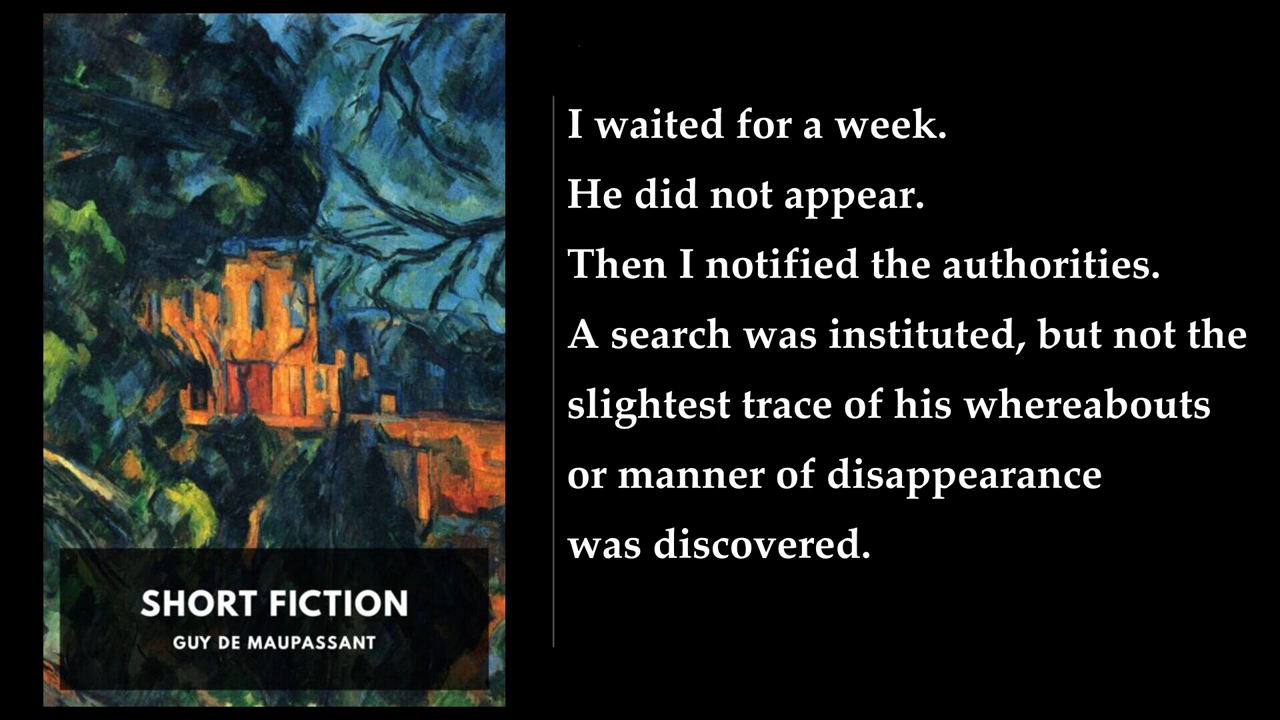 I waited for a week.
He did not appear.
Then I notified the authorities.
A search was instituted, but not the
slightest trace of his whereabouts
or manner of disappearance
was discovered.
SHORT FICTION
GUY DE MAUPASSANT